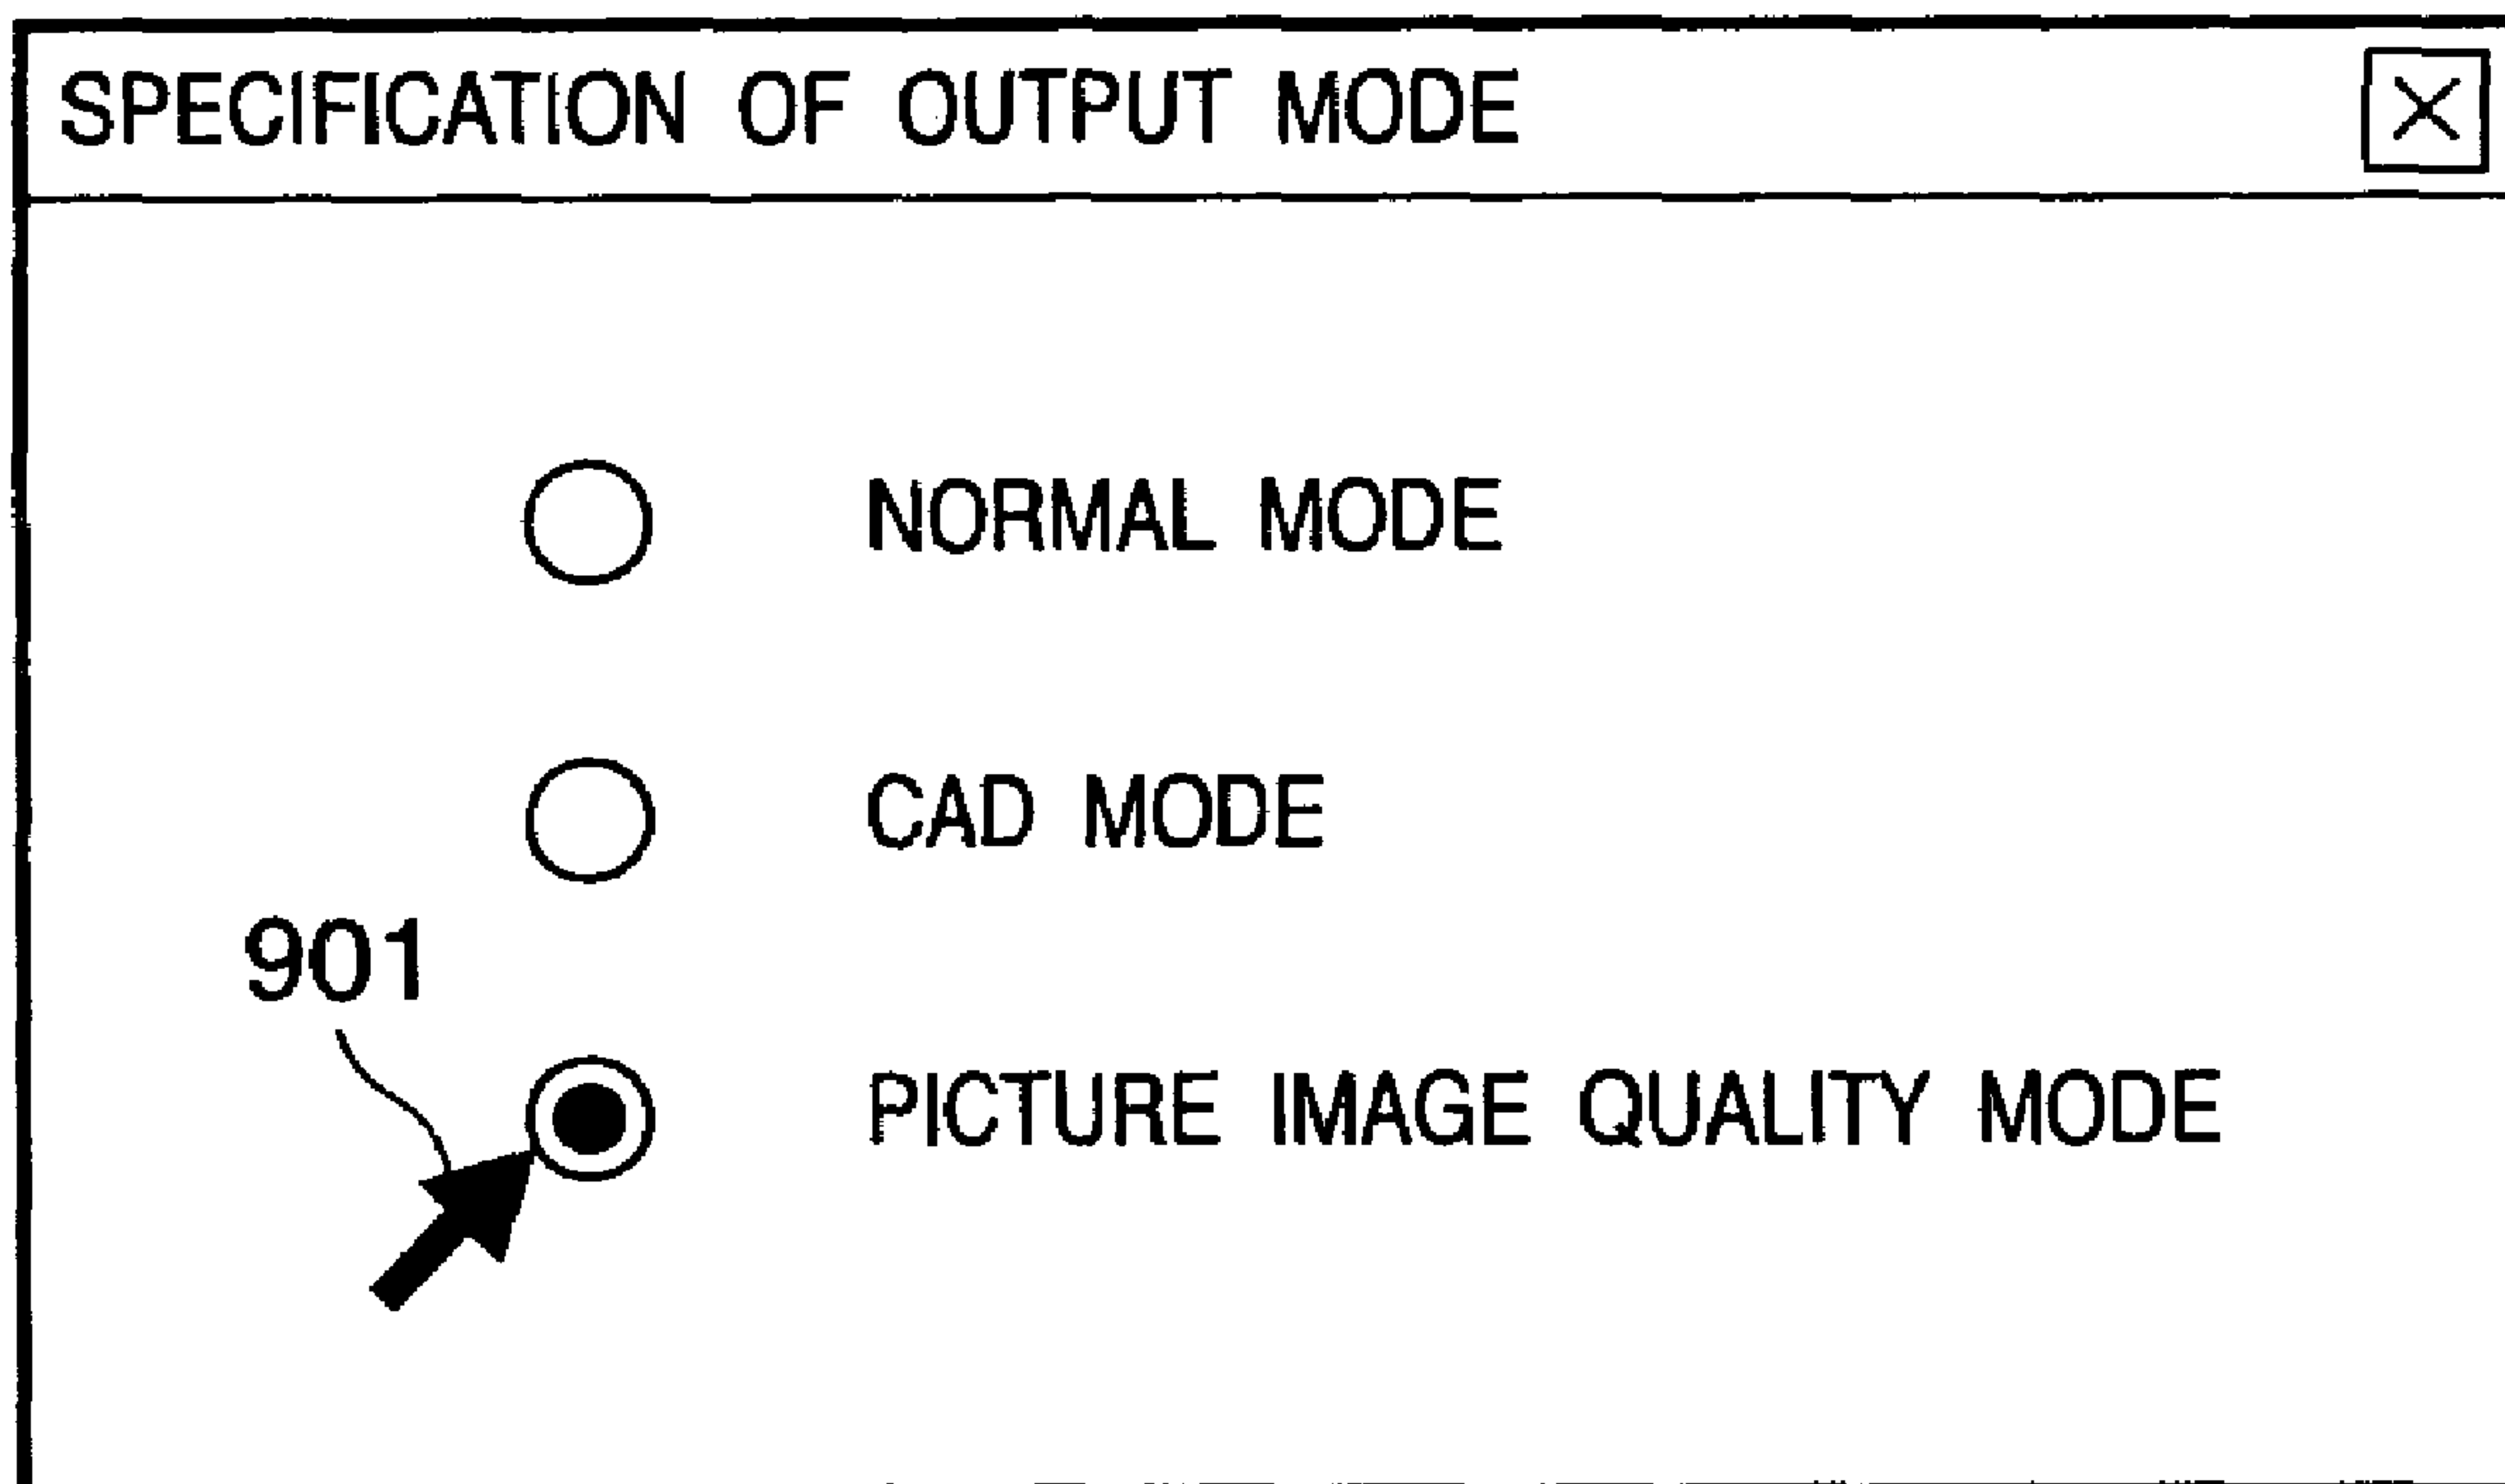 SPECIFICATION OF OUTPUT MODE
NORMAL MODE
CAD MODE
901
PICTURE IMAGE QUALITY MODE